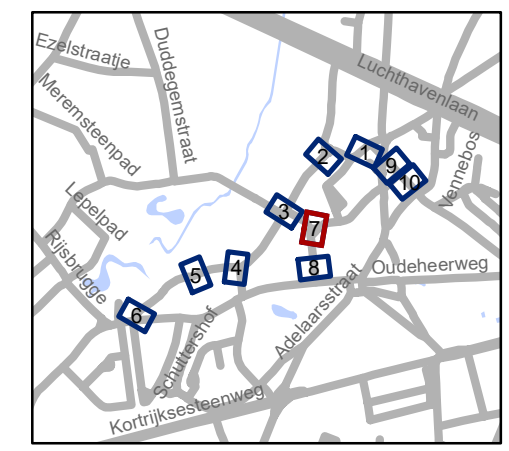 Ezelstraatje
Duddegemstraat
Luchthavenlaan
Meremsteenpad
Vennebos
1
2
9
10
Lepelpad
3
7
Rijsbrugge
4
5
8
Oudeheerweg
6
Schuttershof
Adelaarsstraat
Kortrijksesteenweg